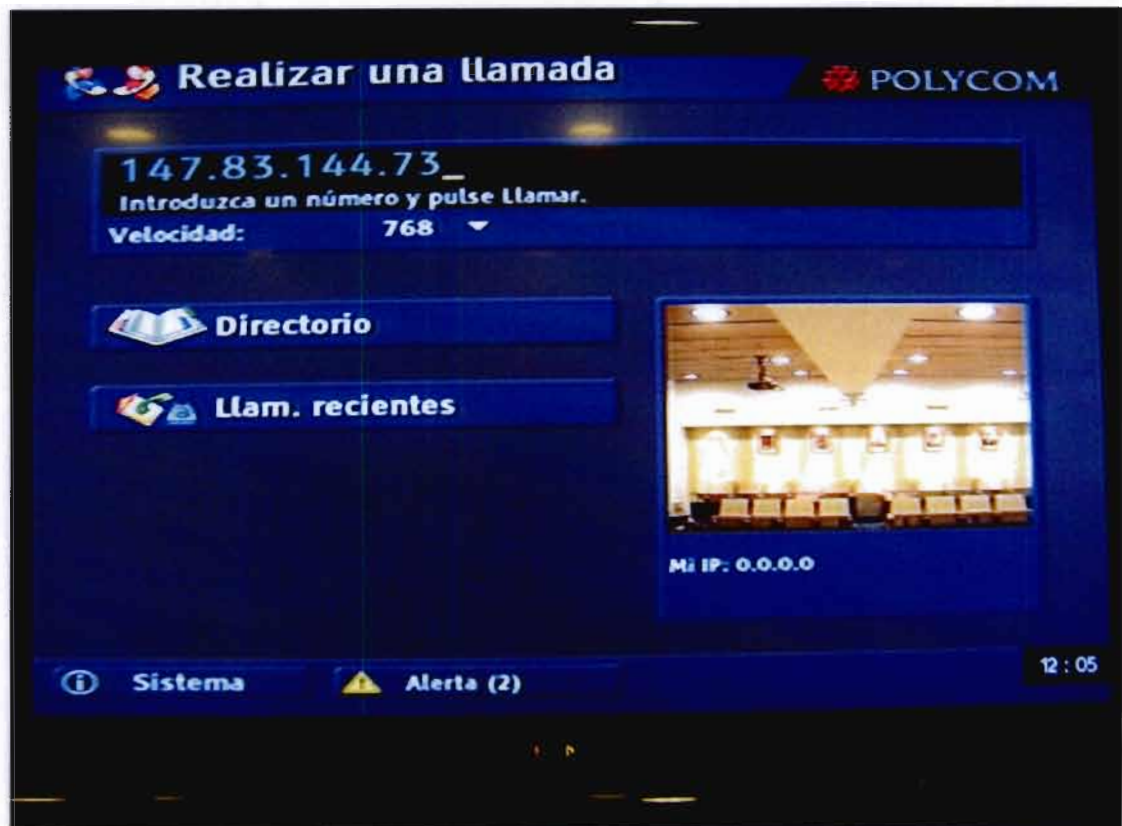 Realizar una llamada
POLYCOM
147.83.144.73_
Introduzca un número y pulse Llamar.
Velocidad: 768
Directorio
Llam. recientes
Mi IP: 0.0.0.0
Sistema
Alerta (2)
12 : 05